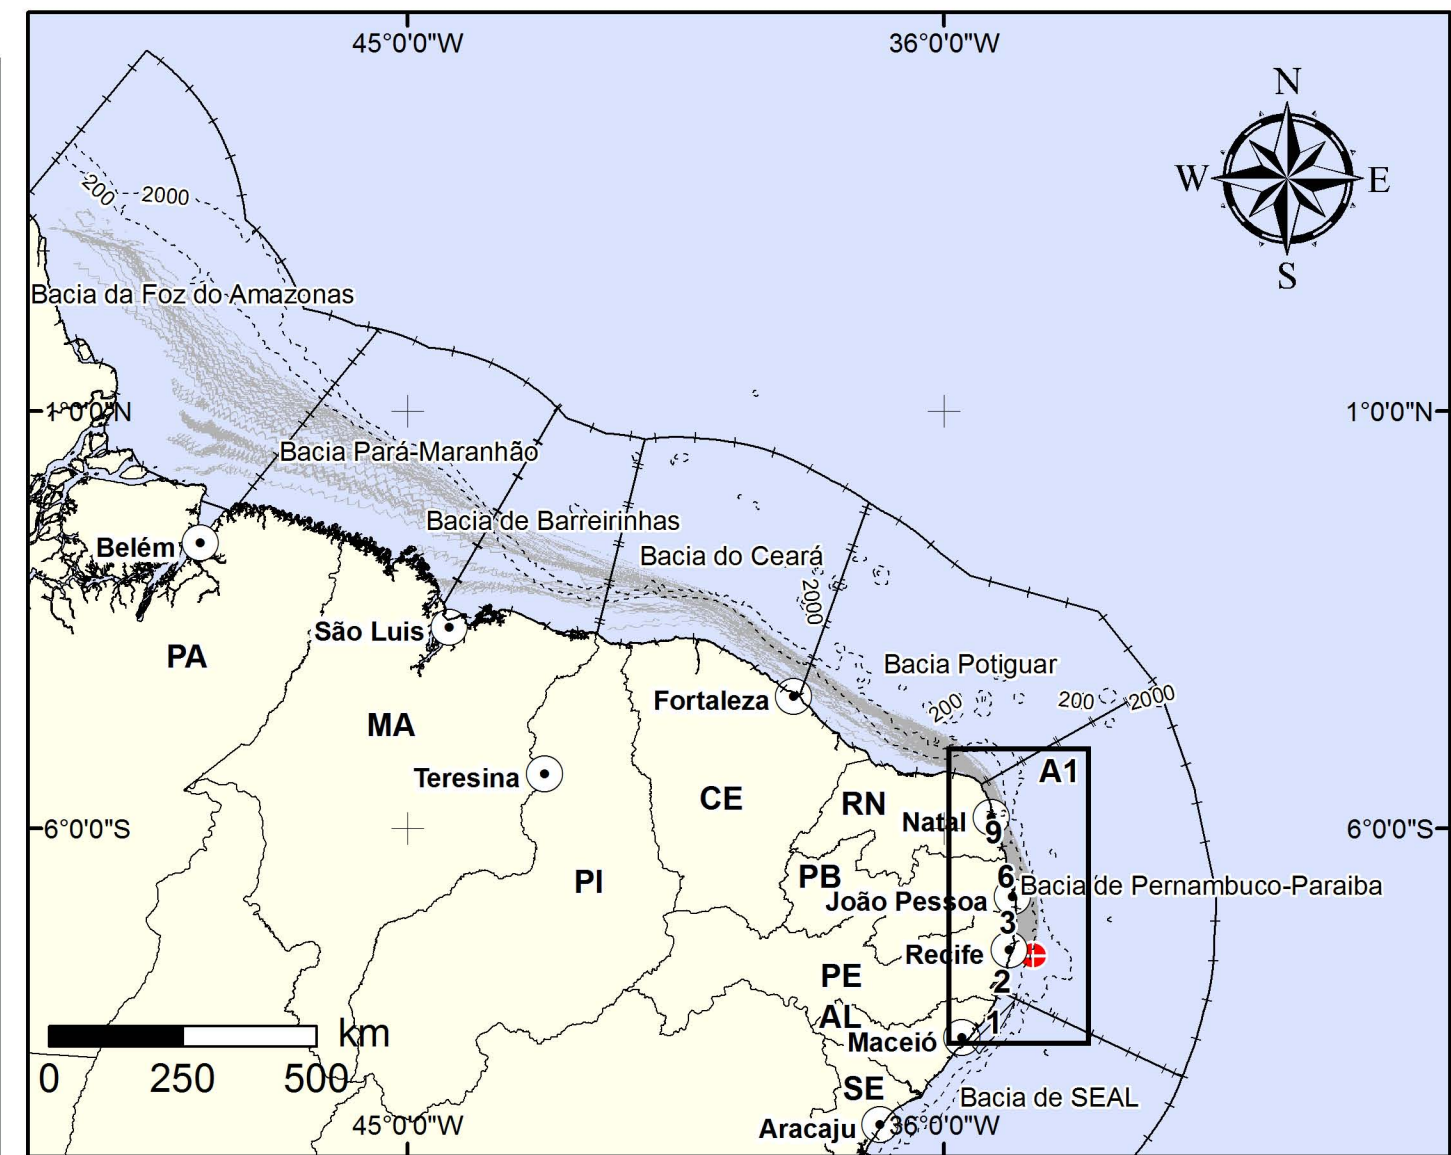 45°0'0"W
36°0'0"W
N
W
E
S
200
2000
Bacia da Foz do Amazonas
1°0'0"N
1°0'0"N
Bacia Pará-Maranhão
Bacia de Barreirinhas
Belém
Bacia do Ceará
2000
São Luis
PA
Bacia Potiguar
Fortaleza
200
200
2000
MA
Teresina
CE
A1
RN
Natal
9
6°0'0"S
6°0'0"S
PI
PB
6
Bacia de Pernambuco-Paraiba
João Pessoa
3
Recife
PE
2
AL
1
Maceió
km
0
250
500
SE
Bacia de SEAL
45°0'0"W
Aracaju
36°0'0"W